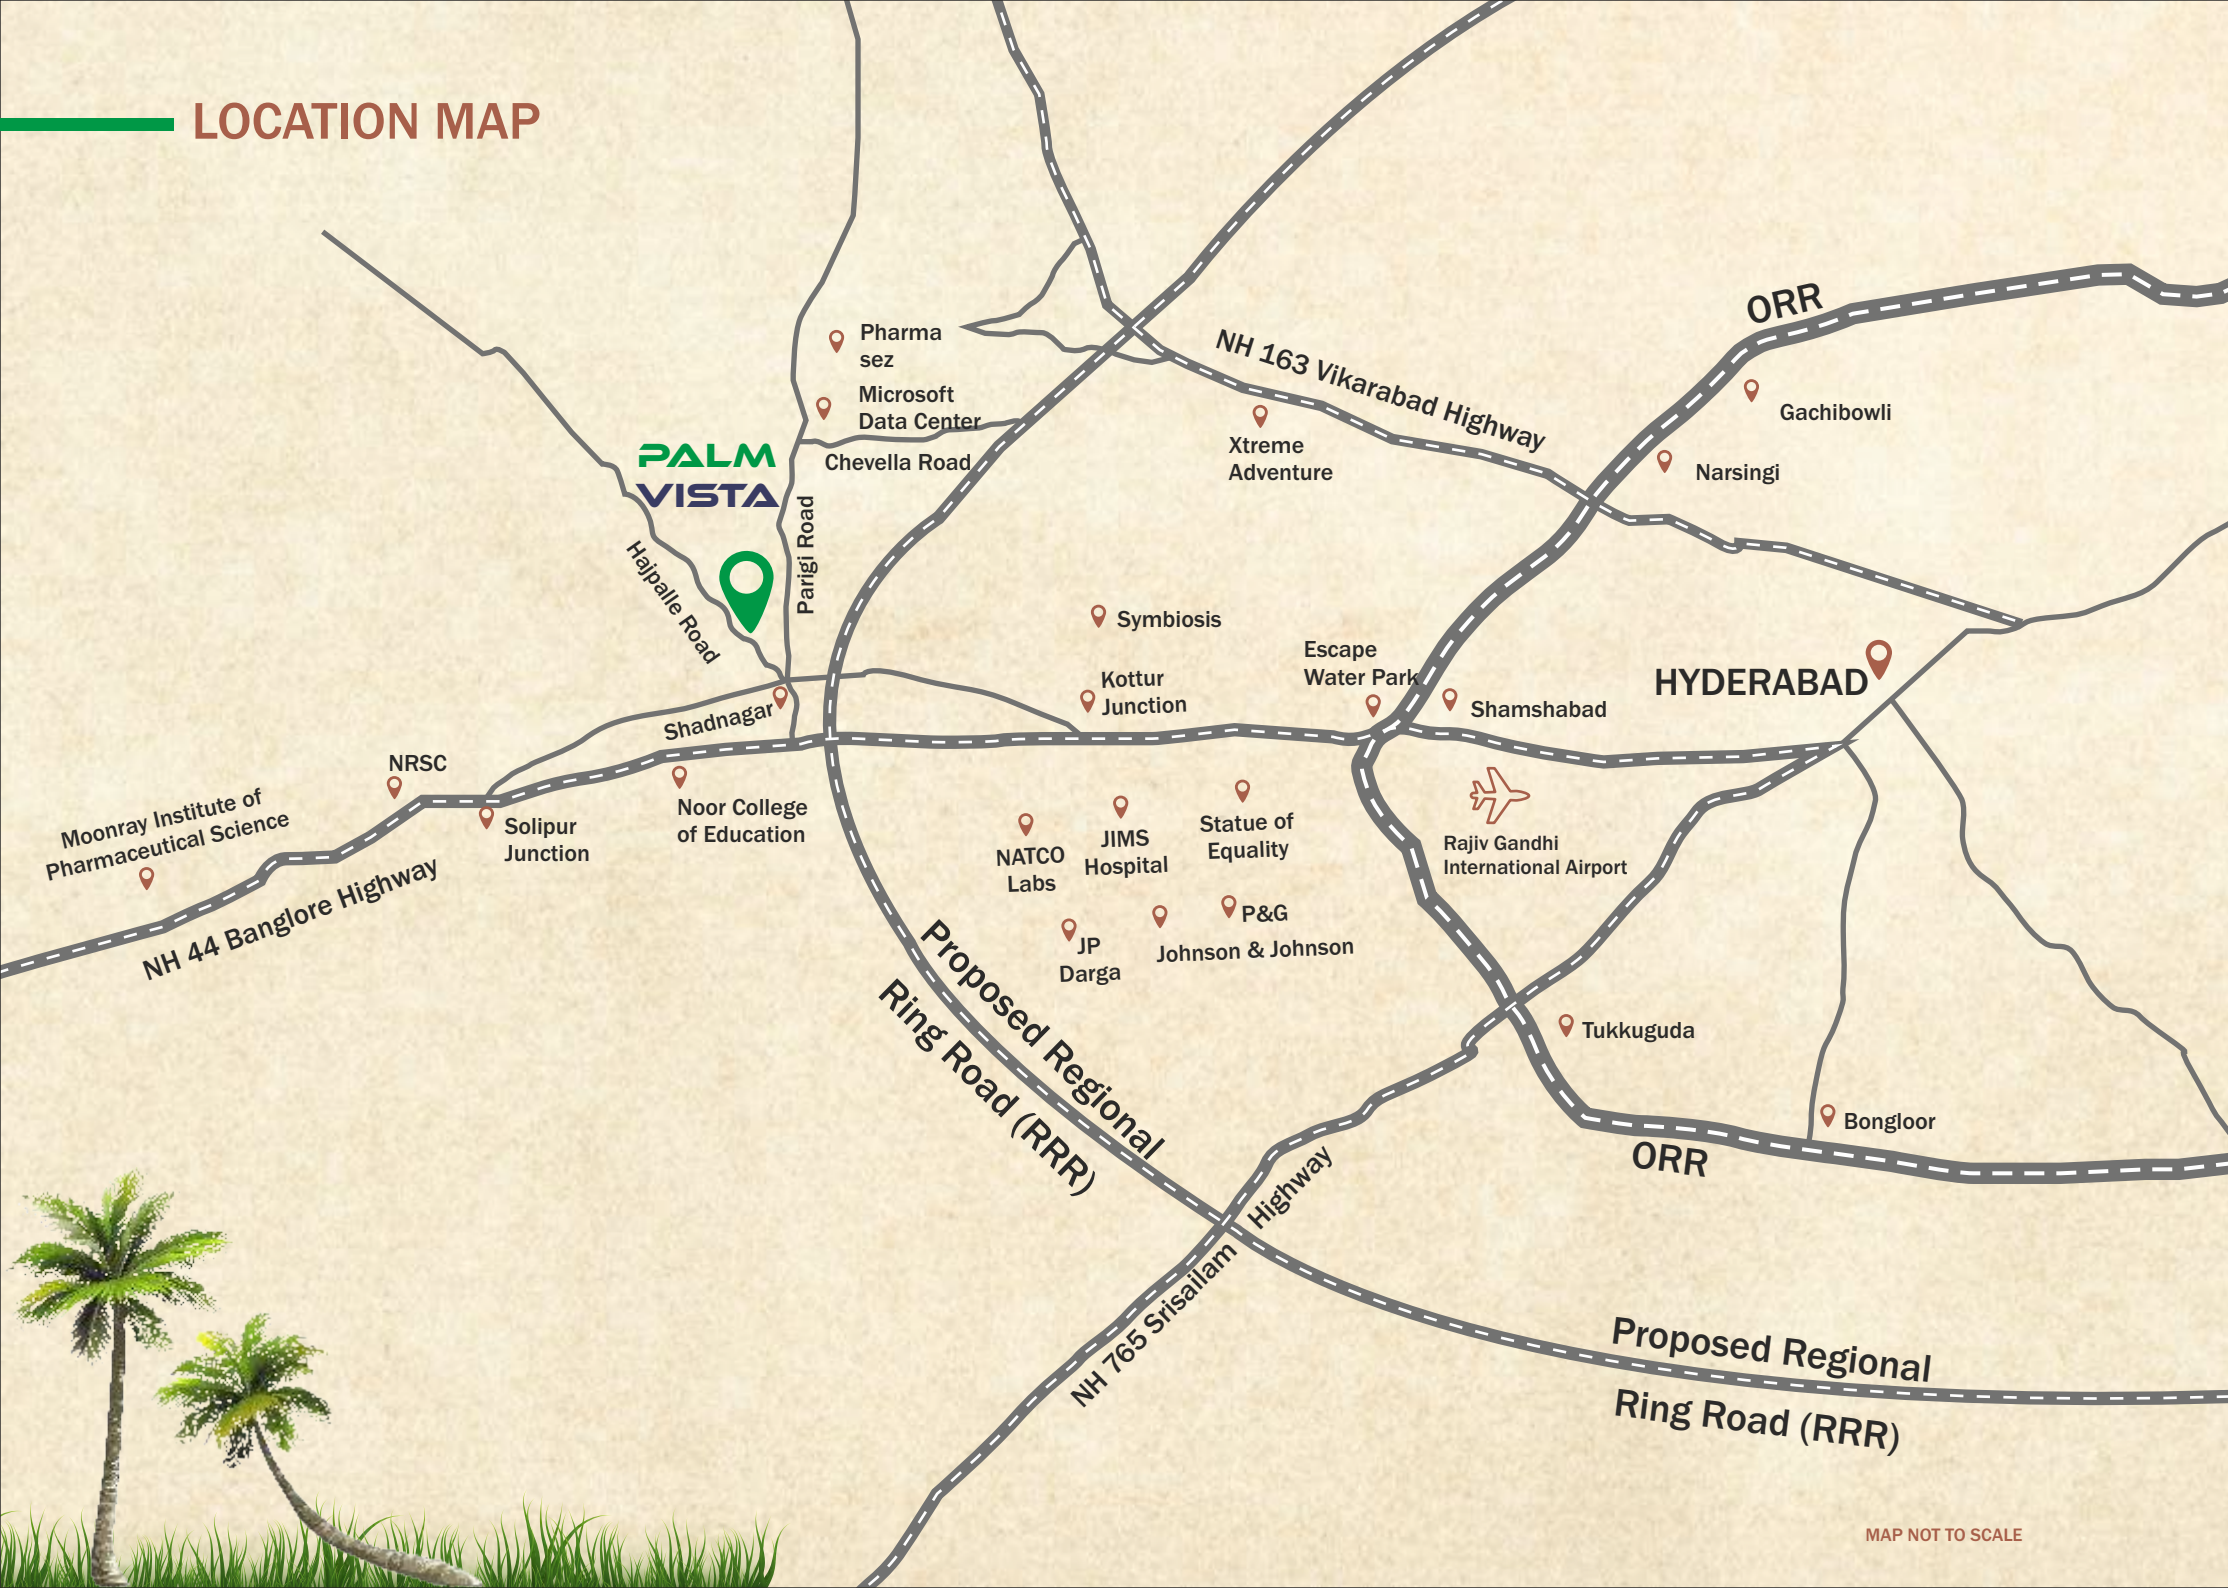 LOCATION MAP
ORR
Pharma
sez
NH 163 Vikarabad Highway
Microsoft
Data Center
Gachibowli
PALM
VISTA
Chevella Road
Xtreme
Adventure
Narsingi
Parigi Road
Hajpalle Road
Symbiosis
Escape
Water Park
Kottur
Junction
HYDERABAD
Shamshabad
Shadnagar
NRSC
Moonray Institute of
Pharmaceutical Science
Solipur
Junction
Noor College
of Education
NATCO
Labs
JIMS
Hospital
Statue of
Equality
Rajiv Gandhi
International Airport
NH 44 Banglore Highway
P&G
JP
Darga
Johnson & Johnson
Proposed Regional
Ring Road (RRR)
Tukkuguda
Bongloor
ORR
NH 765 Srisailam Highway
Proposed Regional
Ring Road (RRR)
MAP NOT TO SCALE